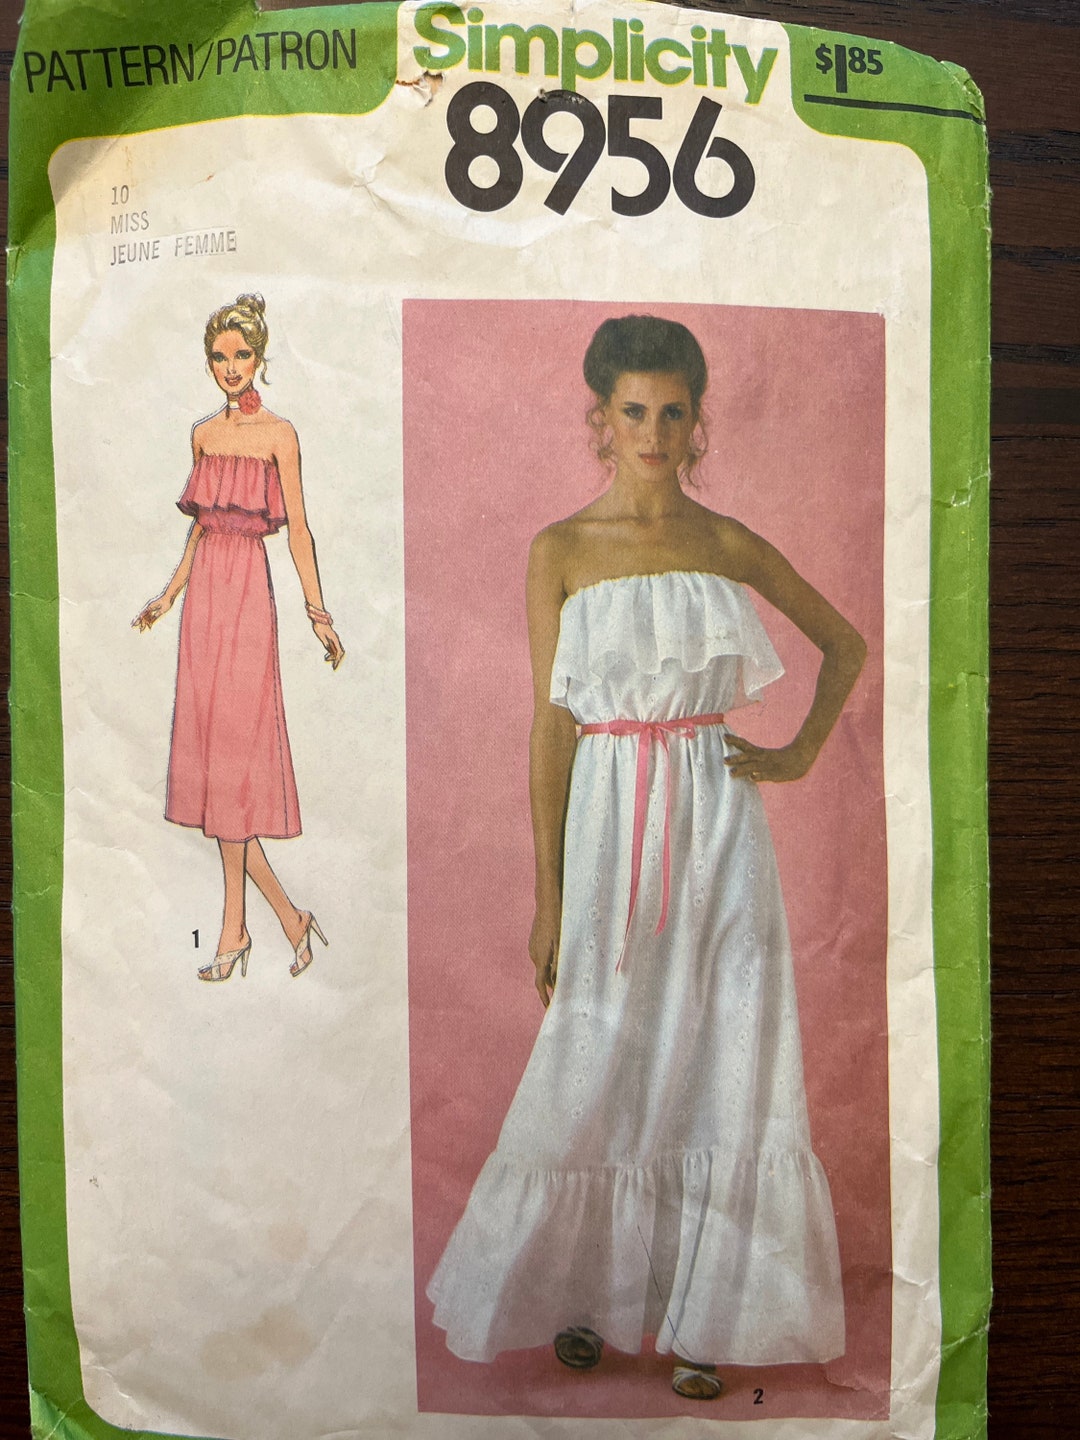 PATTERN/PATRON
Simplicity
$1.85
8956
10
MISS
JEUNE FEMME
1
2